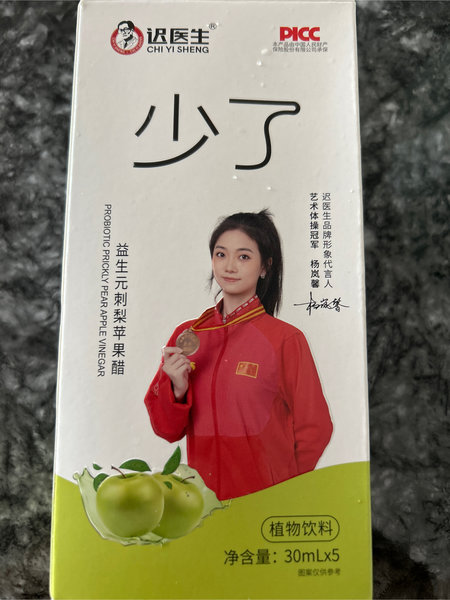 迟医生®
CHI YI SHENG
PICC
本产品由中国人民财产
保险股份有限公司承保
少了
迟医生品牌形象代言人
艺术体操冠军 杨岚馨
益生元刺梨苹果醋
PROBIOTIC PRICKLY PEAR APPLE VINEGAR
植物饮料
净含量：30mLx5
图案仅供参考